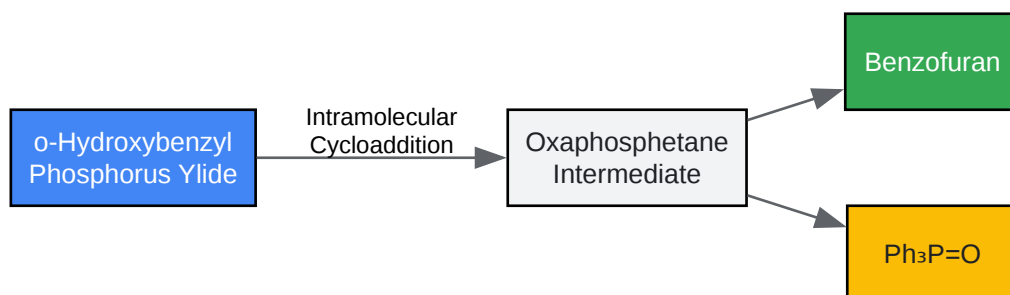 o-Hydroxybenzyl
Phosphorus Ylide
Intramolecular
Cycloaddition
Oxaphosphetane
Intermediate
Benzofuran
Ph₃P=O